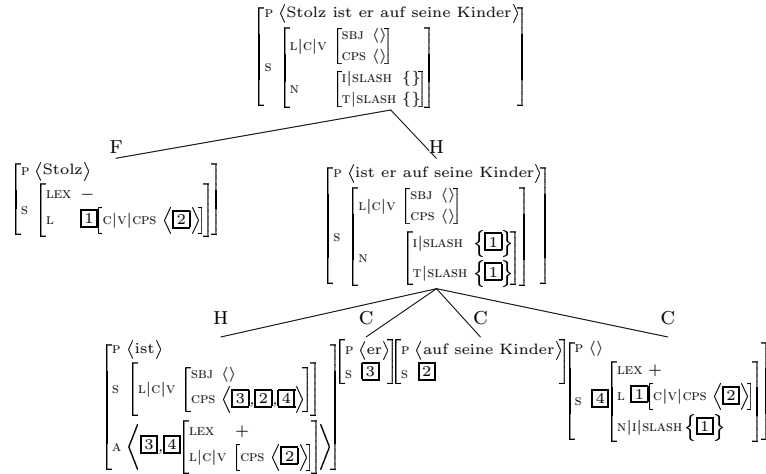 P ⟨Stolz ist er auf seine Kinder⟩
S L|C|V SBJ ⟨⟩
CPS ⟨⟩
N I|SLASH {}
T|SLASH {}
F H
P ⟨Stolz⟩
S LEX −
L 1 [C|V|CPS ⟨2⟩]
P ⟨ist er auf seine Kinder⟩
S L|C|V SBJ ⟨⟩
CPS ⟨⟩
N I|SLASH {1}
T|SLASH {1}
H C C C
P ⟨ist⟩
S L|C|V SBJ ⟨⟩
CPS ⟨3,2,4⟩
A ⟨3,4 LEX +
L|C|V [CPS ⟨2⟩]⟩
P ⟨er⟩
S 3
P ⟨auf seine Kinder⟩
S 2
P ⟨⟩
S 4 LEX +
L 1 [C|V|CPS ⟨2⟩]
N|I|SLASH {1}